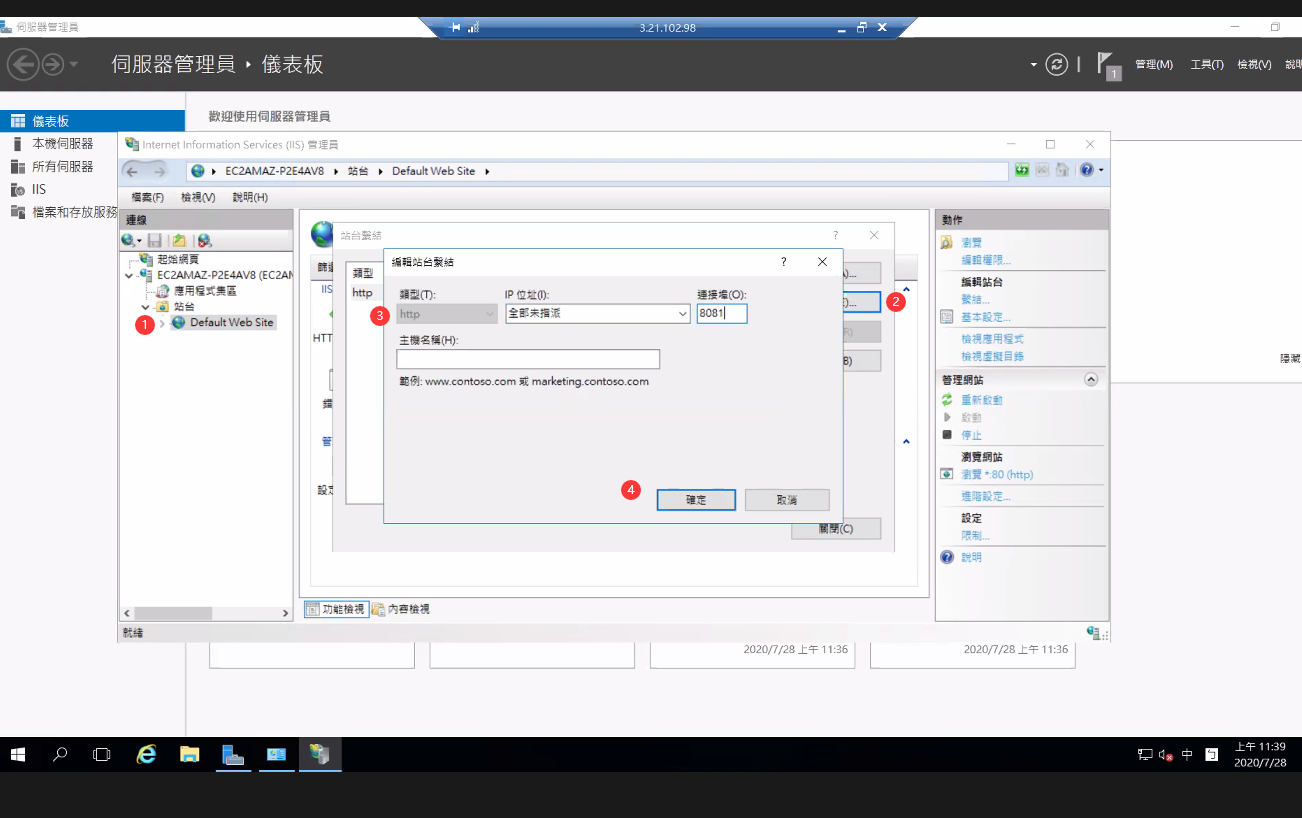 伺服器管理員
3.21.102.98
伺服器管理員 ‣ 儀表板
1
管理(M) 工具(T) 檢視(V) 說明
儀表板
本機伺服器
所有伺服器
IIS
檔案和存放服務
歡迎使用伺服器管理員
Internet Information Services (IIS) 管理員
EC2AMAZ-P2E4AV8 站台 Default Web Site
檔案(F) 檢視(V) 說明(H)
連線
起始網頁
EC2AMAZ-P2E4AV8 (EC2AM
應用程式集區
站台
1
Default Web Site
篩選
IIS
HTT
管
設定
站台繫結
?
類型
http
2
(R)
(B)
關閉(C)
編輯站台繫結
?
類型(T): IP 位址(I): 連接埠(O):
3
http 全部未指派 8081
主機名稱(H):
範例: www.contoso.com 或 marketing.contoso.com
4
確定 取消
功能檢視 內容檢視
就緒
動作
瀏覽
編輯權限...
編輯站台
繫結...
基本設定...
檢視應用程式
檢視虛擬目錄
管理網站
重新啟動
啟動
停止
瀏覽網站
瀏覽 *:80 (http)
進階設定...
設定
限制...
說明
隱藏
2020/7/28 上午 11:36
2020/7/28 上午 11:36
中
上午 11:39
2020/7/28